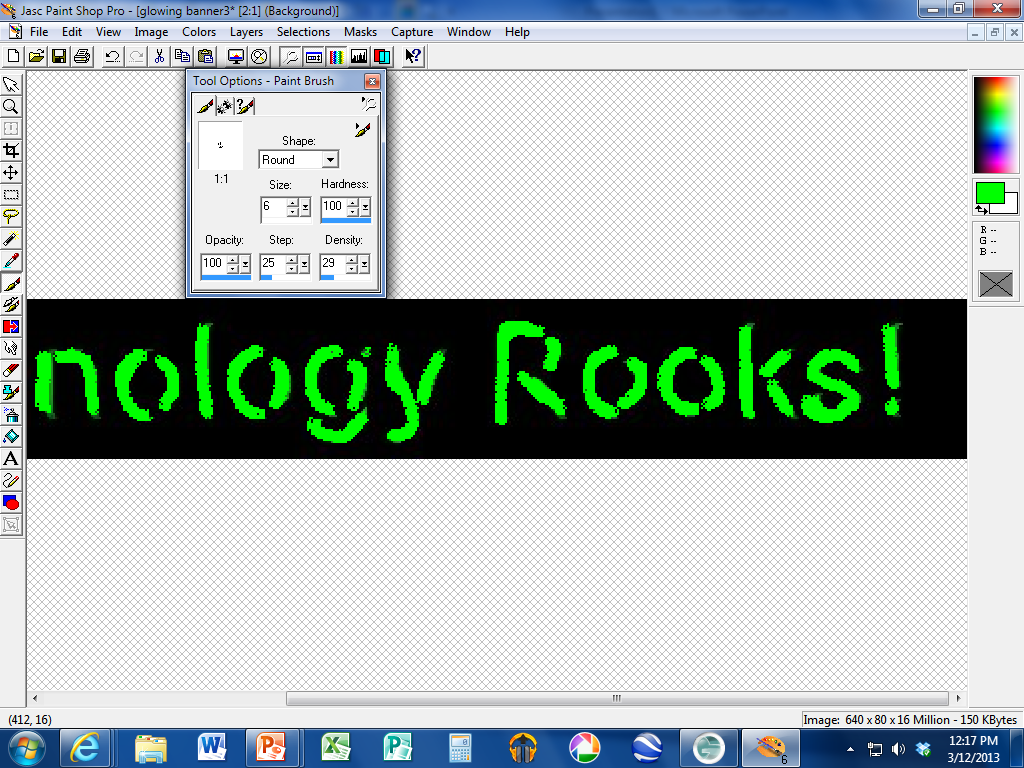 Jasc Paint Shop Pro - [glowing banner3* [2:1] (Background)]
File Edit View Image Colors Layers Selections Masks Capture Window Help
Tool Options - Paint Brush
Shape:
Round
1:1
Size: Hardness:
6 100
Opacity: Step: Density:
100 25 29
R --
G --
B --
nology Rooks!
(412, 16) Image: 640 x 80 x 16 Million - 150 KBytes
12:17 PM
3/12/2013
6